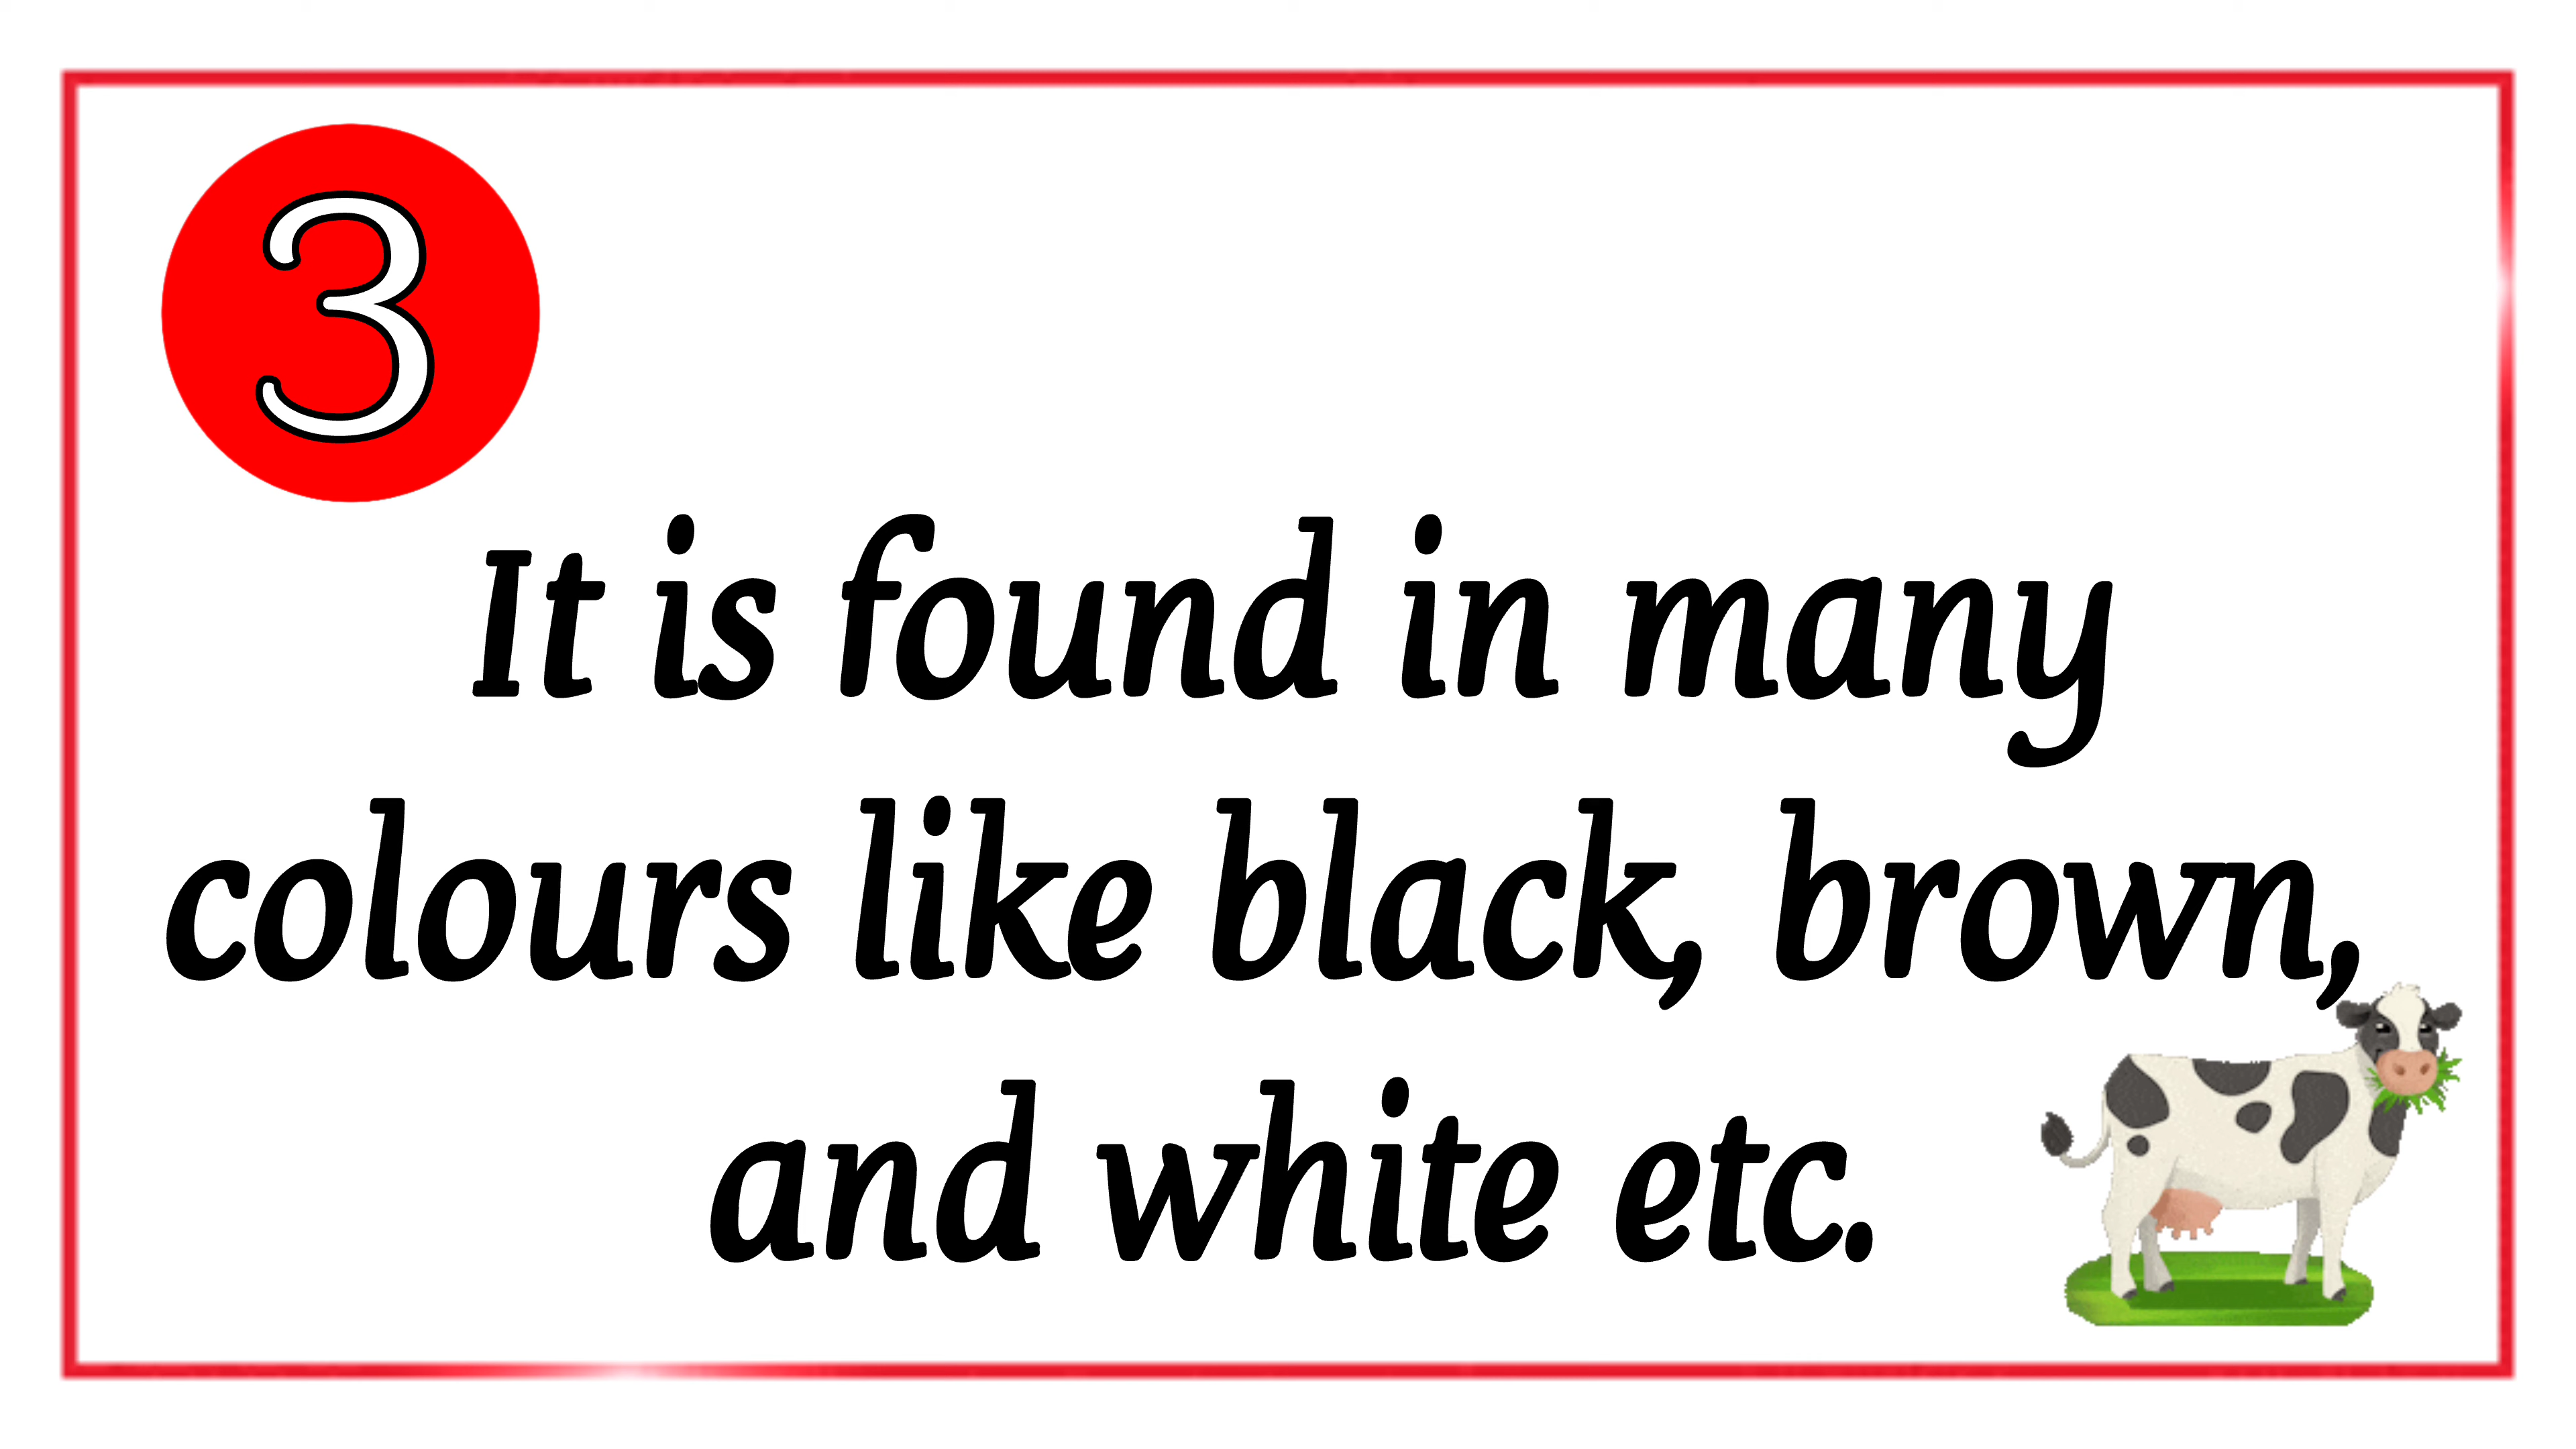 3
It is found in many
colours like black, brown,
and white etc.